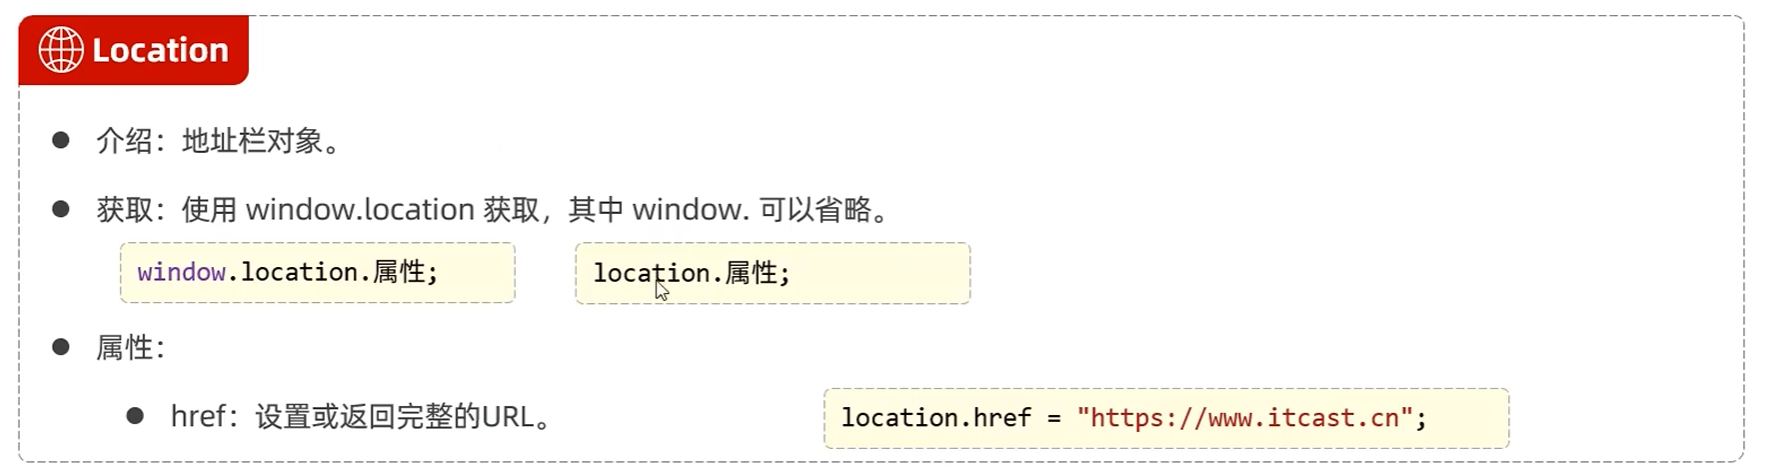 Location
介绍：地址栏对象。
获取：使用 window.location 获取，其中 window. 可以省略。
window.location.属性; location.属性;
属性：
href：设置或返回完整的URL。 location.href = "https://www.itcast.cn";